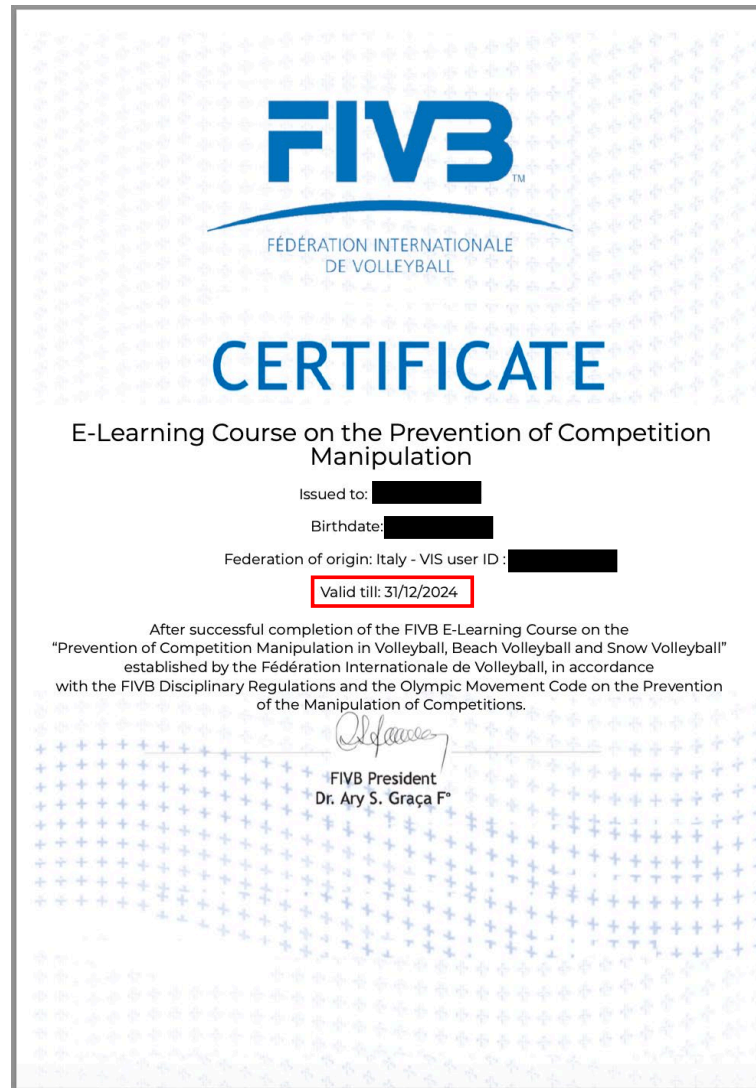 FIVB TM
FÉDÉRATION INTERNATIONALE
DE VOLLEYBALL
CERTIFICATE
E-Learning Course on the Prevention of Competition
Manipulation
Issued to:
Birthdate:
Federation of origin: Italy - VIS user ID :
Valid till: 31/12/2024
After successful completion of the FIVB E-Learning Course on the
“Prevention of Competition Manipulation in Volleyball, Beach Volleyball and Snow Volleyball”
established by the Fédération Internationale de Volleyball, in accordance
with the FIVB Disciplinary Regulations and the Olympic Movement Code on the Prevention
of the Manipulation of Competitions.
FIVB President
Dr. Ary S. Graça F°